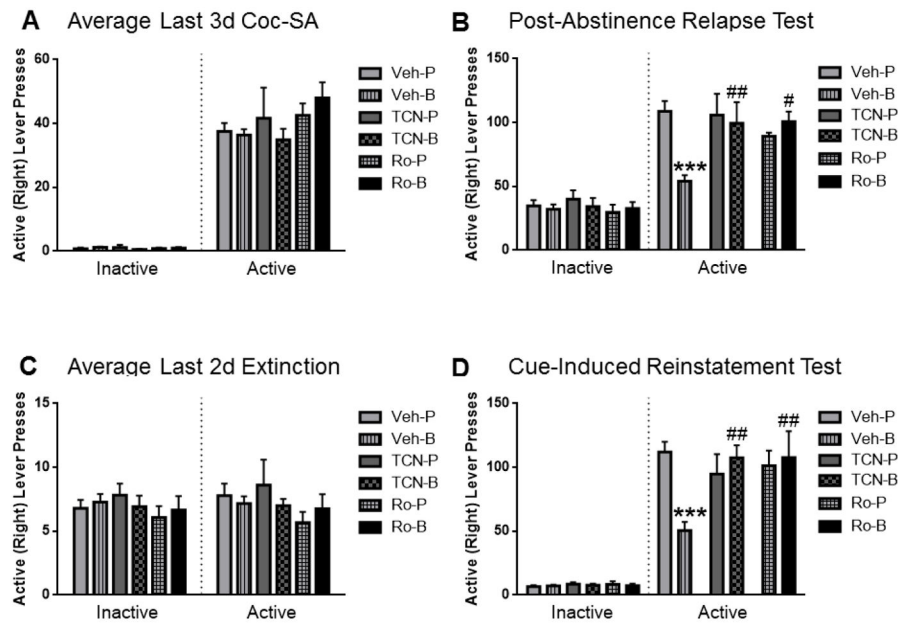 A Average Last 3d Coc-SA
Active (Right) Lever Presses
60
40
20
0
Inactive
Active
Veh-P
Veh-B
TCN-P
TCN-B
Ro-P
Ro-B
B Post-Abstinence Relapse Test
Active (Right) Lever Presses
150
100
50
0
***
##
#
Inactive
Active
Veh-P
Veh-B
TCN-P
TCN-B
Ro-P
Ro-B
C Average Last 2d Extinction
Active (Right) Lever Presses
15
10
5
0
Inactive
Active
Veh-P
Veh-B
TCN-P
TCN-B
Ro-P
Ro-B
D Cue-Induced Reinstatement Test
Active (Right) Lever Presses
150
100
50
0
***
##
##
Inactive
Active
Veh-P
Veh-B
TCN-P
TCN-B
Ro-P
Ro-B